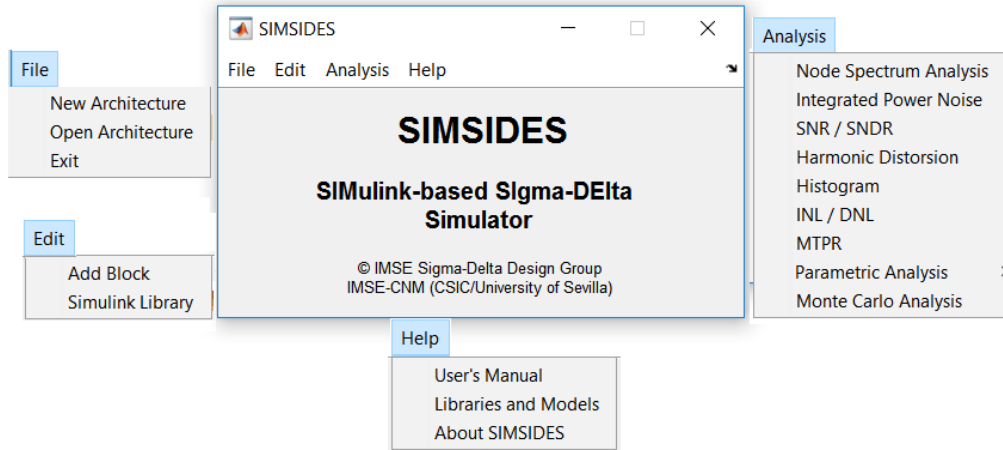 SIMSIDES
File Edit Analysis Help
SIMSIDES
SIMulink-based SIgma-DElta
Simulator
© IMSE Sigma-Delta Design Group
IMSE-CNM (CSIC/University of Sevilla)
File
New Architecture
Open Architecture
Exit
Edit
Add Block
Simulink Library
Analysis
Node Spectrum Analysis
Integrated Power Noise
SNR / SNDR
Harmonic Distorsion
Histogram
INL / DNL
MTPR
Parametric Analysis
Monte Carlo Analysis
Help
User's Manual
Libraries and Models
About SIMSIDES